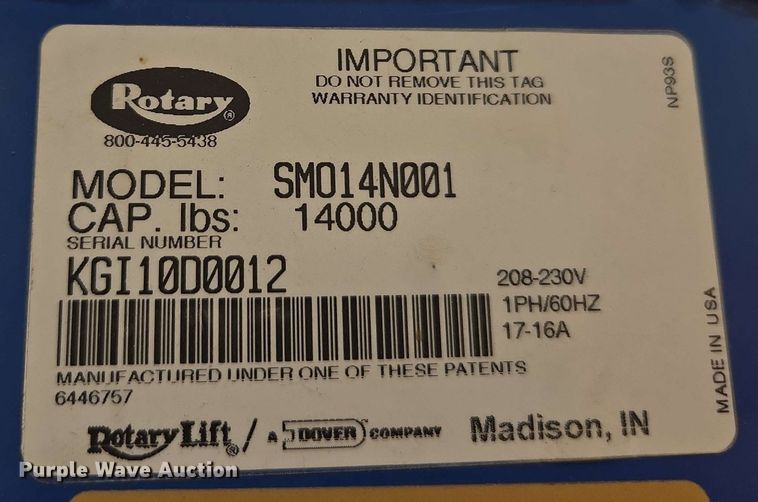 IMPORTANT
DO NOT REMOVE THIS TAG
WARRANTY IDENTIFICATION
Rotary®
800-445-5438
NP93S
MODEL: SMO14N001
CAP. lbs: 14000
SERIAL NUMBER
KGI10D0012
208-230V
1PH/60HZ
17-16A
MADE IN USA
MANUFACTURED UNDER ONE OF THESE PATENTS
6446757
Rotary Lift® / A DOVER COMPANY Madison, IN
Purple Wave Auction